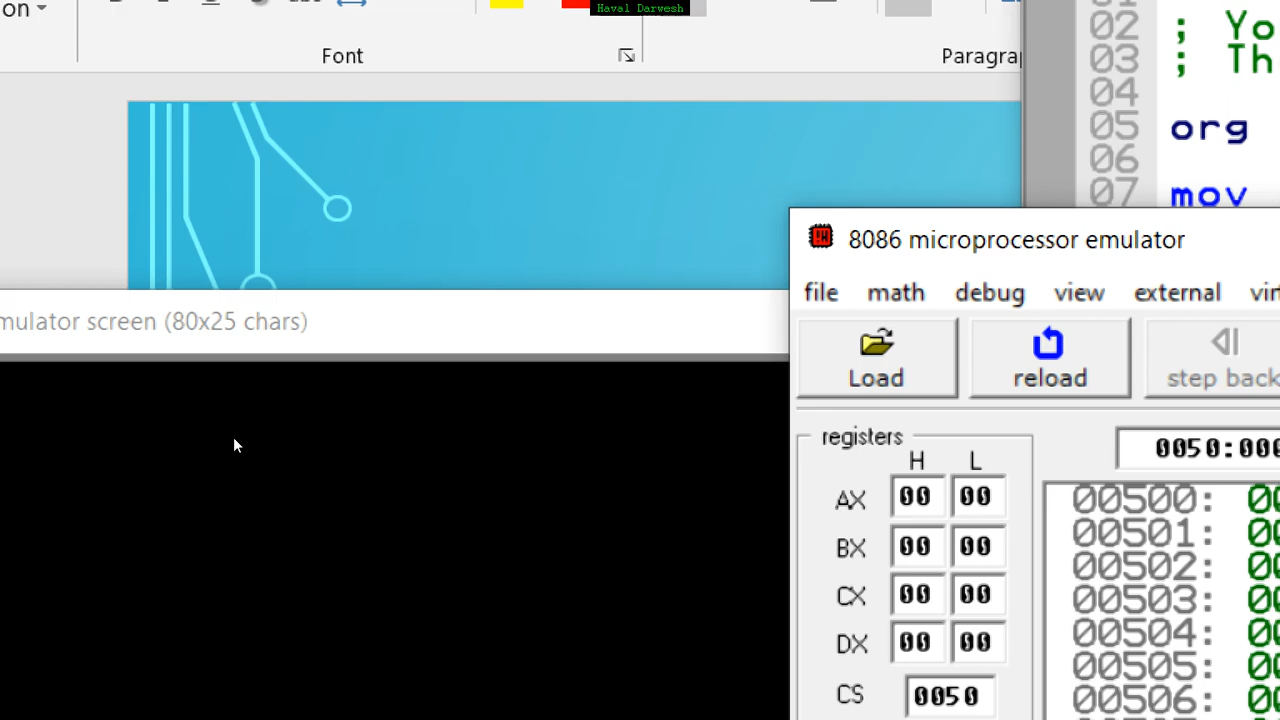 on
Haval Darwesh
Font
Paragra
01
02 ; Yo
03 ; Th
04
05 org
06
07 mov
mulator screen (80x25 chars)
8086 microprocessor emulator
file math debug view external virt
Load
reload
step back
registers
H L
AX 00 00
BX 00 00
CX 00 00
DX 00 00
CS 0050
0050:000
00500: 00
00501: 00
00502: 00
00503: 00
00504: 00
00505: 00
00506: 00